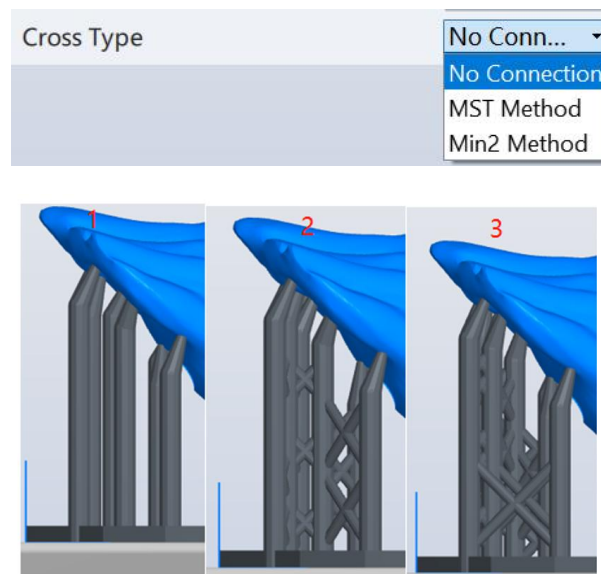 Cross Type
No Conn...
No Connection
MST Method
Min2 Method
1
2
3